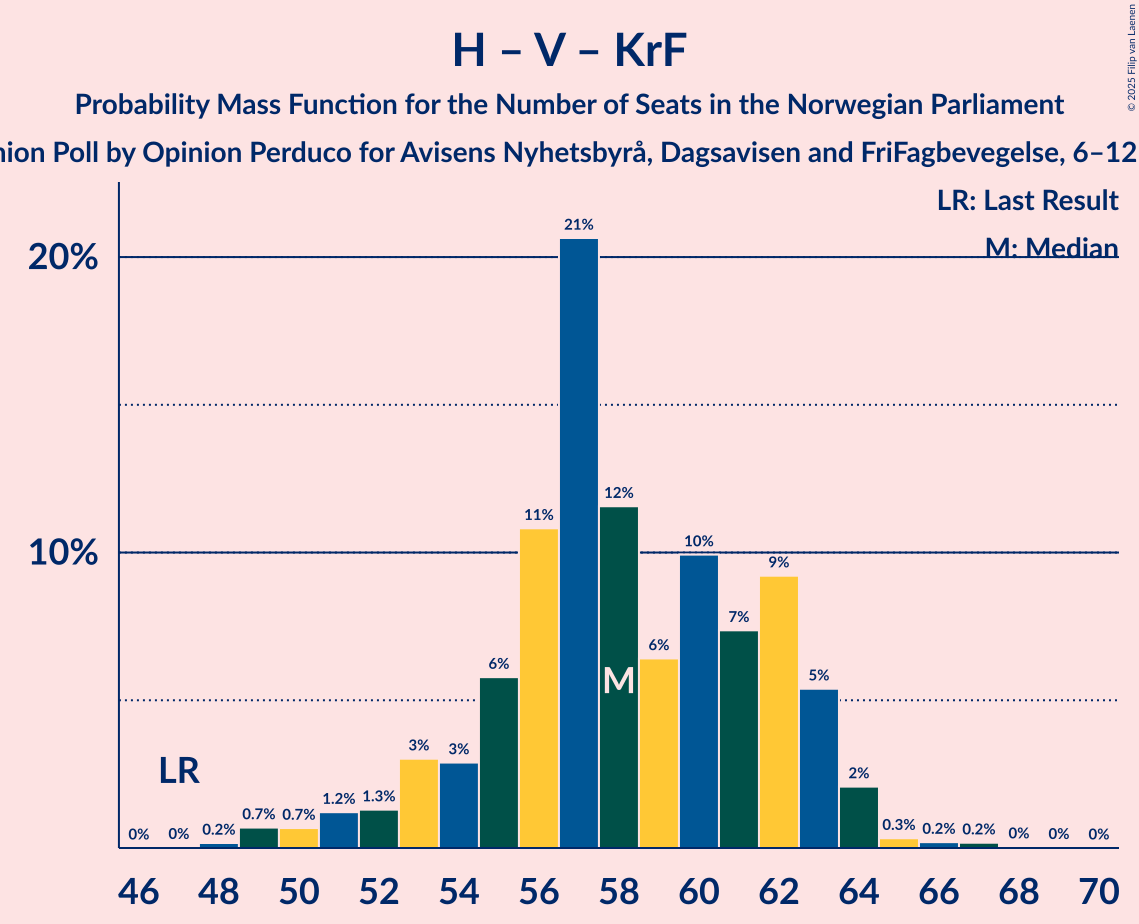 H – V – KrF
Probability Mass Function for the Number of Seats in the Norwegian Parliament
nion Poll by Opinion Perduco for Avisens Nyhetsbyrå, Dagsavisen and FriFagbevegelse, 6–12
© 2025 Filip van Laenen
LR: Last Result
M: Median
20%
10%
0% 0% 0.2% 0.7% 0.7% 1.2% 1.3% 3% 3% 6% 11% 21% 12% 6% 10% 7% 9% 5% 2% 0.3% 0.2% 0.2% 0% 0% 0%
LR
M
46 48 50 52 54 56 58 60 62 64 66 68 70